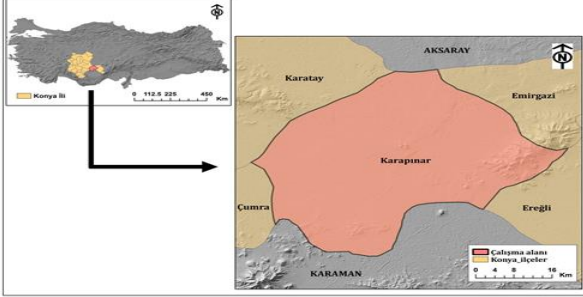 N
Konya İli
0 112.5 225 450
Km
AKSARAY
N
Karatay
Emirgazi
Karapınar
Çumra
Ereğli
KARAMAN
Çalışma alanı
Konya_ilçeler
0 4 8 16
Km